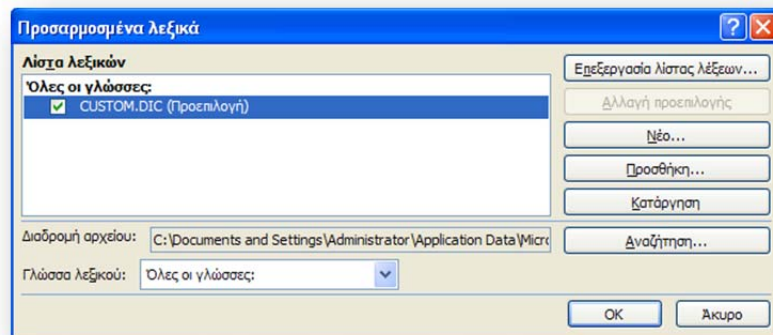 Προσαρμοσμένα λεξικά
Λίστα λεξικών
Όλες οι γλώσσες:
CUSTOM.DIC (Προεπιλογή)
Επεξεργασία λίστας λέξεων...
Αλλαγή προεπιλογής
Νέο...
Προσθήκη...
Κατάργηση
Διαδρομή αρχείου: C:\Documents and Settings\Administrator\Application Data\Micro
Αναζήτηση...
Γλώσσα λεξικού: Όλες οι γλώσσες:
OK
Άκυρο